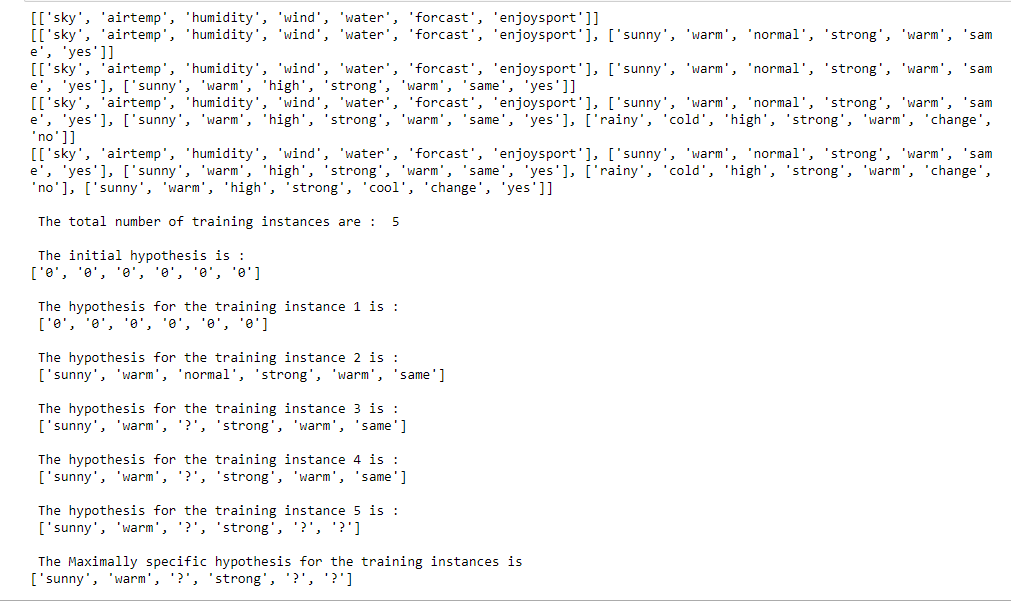 [['sky', 'airtemp', 'humidity', 'wind', 'water', 'forcast', 'enjoysport']]
[['sky', 'airtemp', 'humidity', 'wind', 'water', 'forcast', 'enjoysport'], ['sunny', 'warm', 'normal', 'strong', 'warm', 'sam
e', 'yes']]
[['sky', 'airtemp', 'humidity', 'wind', 'water', 'forcast', 'enjoysport'], ['sunny', 'warm', 'normal', 'strong', 'warm', 'sam
e', 'yes'], ['sunny', 'warm', 'high', 'strong', 'warm', 'same', 'yes']]
[['sky', 'airtemp', 'humidity', 'wind', 'water', 'forcast', 'enjoysport'], ['sunny', 'warm', 'normal', 'strong', 'warm', 'sam
e', 'yes'], ['sunny', 'warm', 'high', 'strong', 'warm', 'same', 'yes'], ['rainy', 'cold', 'high', 'strong', 'warm', 'change',
'no']]
[['sky', 'airtemp', 'humidity', 'wind', 'water', 'forcast', 'enjoysport'], ['sunny', 'warm', 'normal', 'strong', 'warm', 'sam
e', 'yes'], ['sunny', 'warm', 'high', 'strong', 'warm', 'same', 'yes'], ['rainy', 'cold', 'high', 'strong', 'warm', 'change',
'no'], ['sunny', 'warm', 'high', 'strong', 'cool', 'change', 'yes']]
The total number of training instances are :  5
The initial hypothesis is :
['0', '0', '0', '0', '0', '0']
The hypothesis for the training instance 1 is :
['0', '0', '0', '0', '0', '0']
The hypothesis for the training instance 2 is :
['sunny', 'warm', 'normal', 'strong', 'warm', 'same']
The hypothesis for the training instance 3 is :
['sunny', 'warm', '?', 'strong', 'warm', 'same']
The hypothesis for the training instance 4 is :
['sunny', 'warm', '?', 'strong', 'warm', 'same']
The hypothesis for the training instance 5 is :
['sunny', 'warm', '?', 'strong', '?', '?']
The Maximally specific hypothesis for the training instances is
['sunny', 'warm', '?', 'strong', '?', '?']